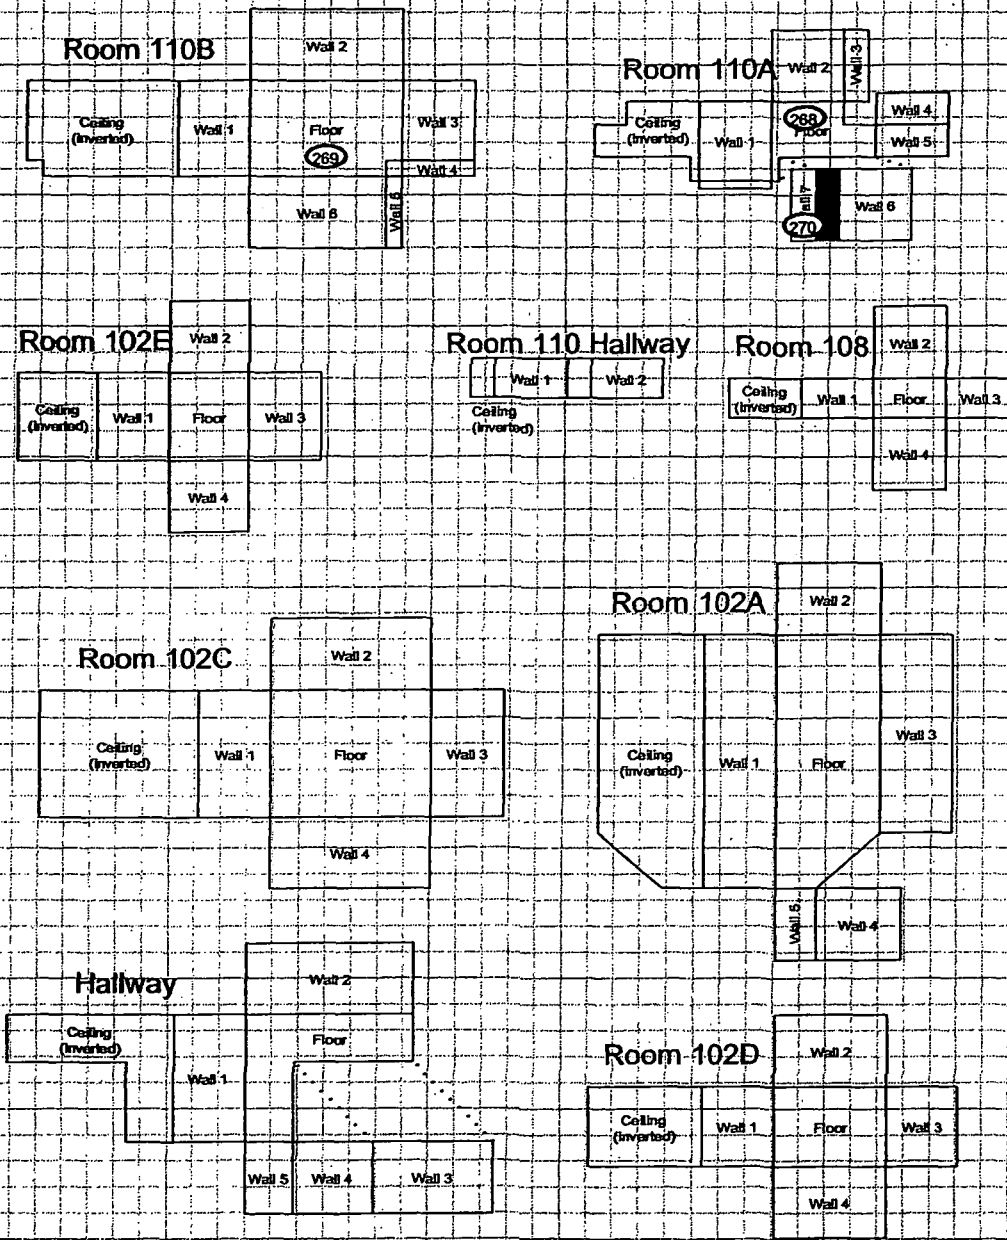 Room 110B
Wall 2
Ceiling
(Inverted)
Wall 1
Floor
269
Wall 3
Wall 4
Wall 5
Wall 6
Room 110A
Wall 2
Wall 3
Ceiling
(Inverted)
Wall 1
268
Floor
Wall 4
Wall 5
270
Wall 6
Room 102E
Wall 2
Ceiling
(Inverted)
Wall 1
Floor
Wall 3
Wall 4
Room 110 Hallway
Wall 1
Wall 2
Ceiling
(Inverted)
Room 108
Wall 2
Ceiling
(Inverted)
Wall 1
Floor
Wall 3
Wall 4
Room 102C
Wall 2
Ceiling
(Inverted)
Wall 1
Floor
Wall 3
Wall 4
Room 102A
Wall 2
Wall 3
Ceiling
(Inverted)
Wall 1
Floor
Wall 5
Wall 4
Hallway
Wall 2
Ceiling
(Inverted)
Floor
Wall 1
Wall 5
Wall 4
Wall 3
Room 102D
Wall 2
Ceiling
(Inverted)
Wall 1
Floor
Wall 3
Wall 4